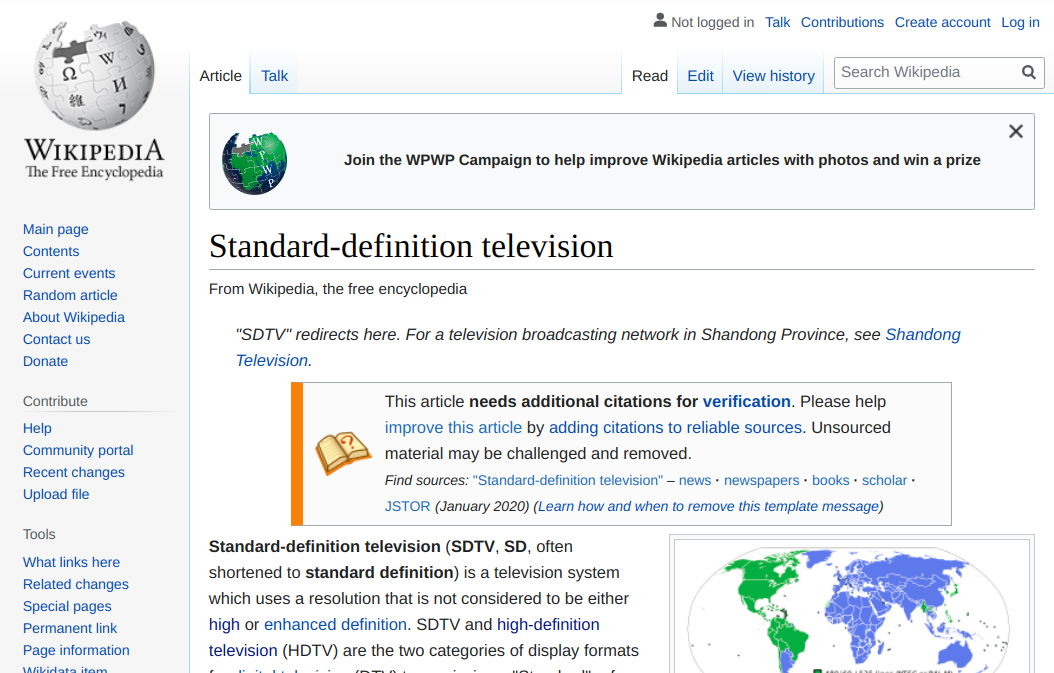 Not logged in Talk Contributions Create account Log in
Article Talk Read Edit View history Search Wikipedia
WIKIPEDIA
The Free Encyclopedia
Main page
Contents
Current events
Random article
About Wikipedia
Contact us
Donate
Contribute
Help
Community portal
Recent changes
Upload file
Tools
What links here
Related changes
Special pages
Permanent link
Page information
Wikidata item
Join the WPWP Campaign to help improve Wikipedia articles with photos and win a prize
Standard-definition television
From Wikipedia, the free encyclopedia
"SDTV" redirects here. For a television broadcasting network in Shandong Province, see Shandong
Television.
This article needs additional citations for verification. Please help
improve this article by adding citations to reliable sources. Unsourced
material may be challenged and removed.
Find sources: "Standard-definition television" – news · newspapers · books · scholar ·
JSTOR (January 2020) (Learn how and when to remove this template message)
Standard-definition television (SDTV, SD, often
shortened to standard definition) is a television system
which uses a resolution that is not considered to be either
high or enhanced definition. SDTV and high-definition
television (HDTV) are the two categories of display formats